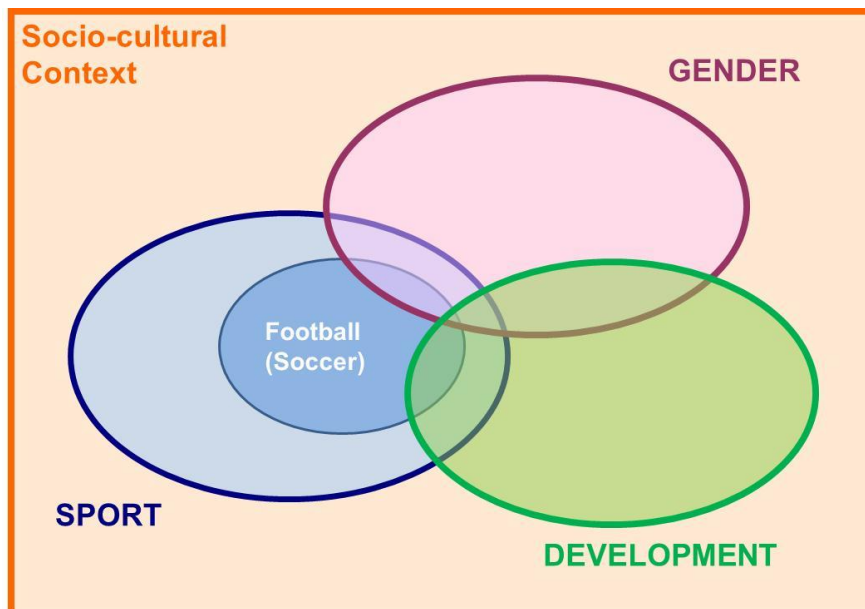 Socio-cultural
Context
GENDER
Football
(Soccer)
SPORT
DEVELOPMENT